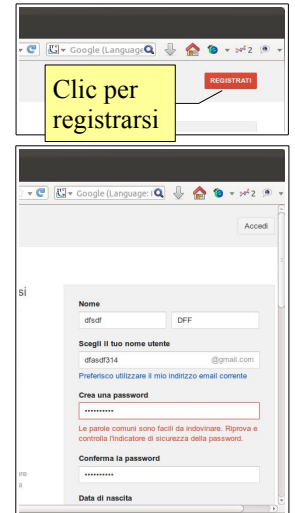 Google (Language
2
REGISTRATI
Clic per
registrarsi
Google (Language: I
2
Accedi
si
Nome
dfsdf
DFF
Scegli il tuo nome utente
dfasdf314
@gmail.com
Preferisco utilizzare il mio indirizzo email corrente
Crea una password
••••••••••
Le parole comuni sono facili da indovinare. Riprova e
controlla l'indicatore di sicurezza della password.
Conferma la password
••••••••••
Data di nascita